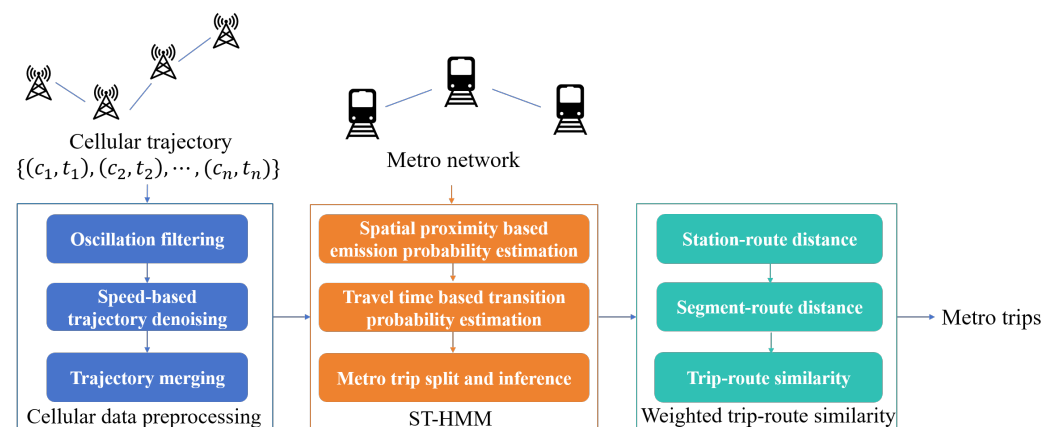 Cellular trajectory
{(c₁, t₁), (c₂, t₂), ⋯, (cₙ, tₙ)}
Metro network
Oscillation filtering
Speed-based
trajectory denoising
Trajectory merging
Cellular data preprocessing
Spatial proximity based
emission probability estimation
Travel time based transition
probability estimation
Metro trip split and inference
ST-HMM
Station-route distance
Segment-route distance
Trip-route similarity
Weighted trip-route similarity
Metro trips